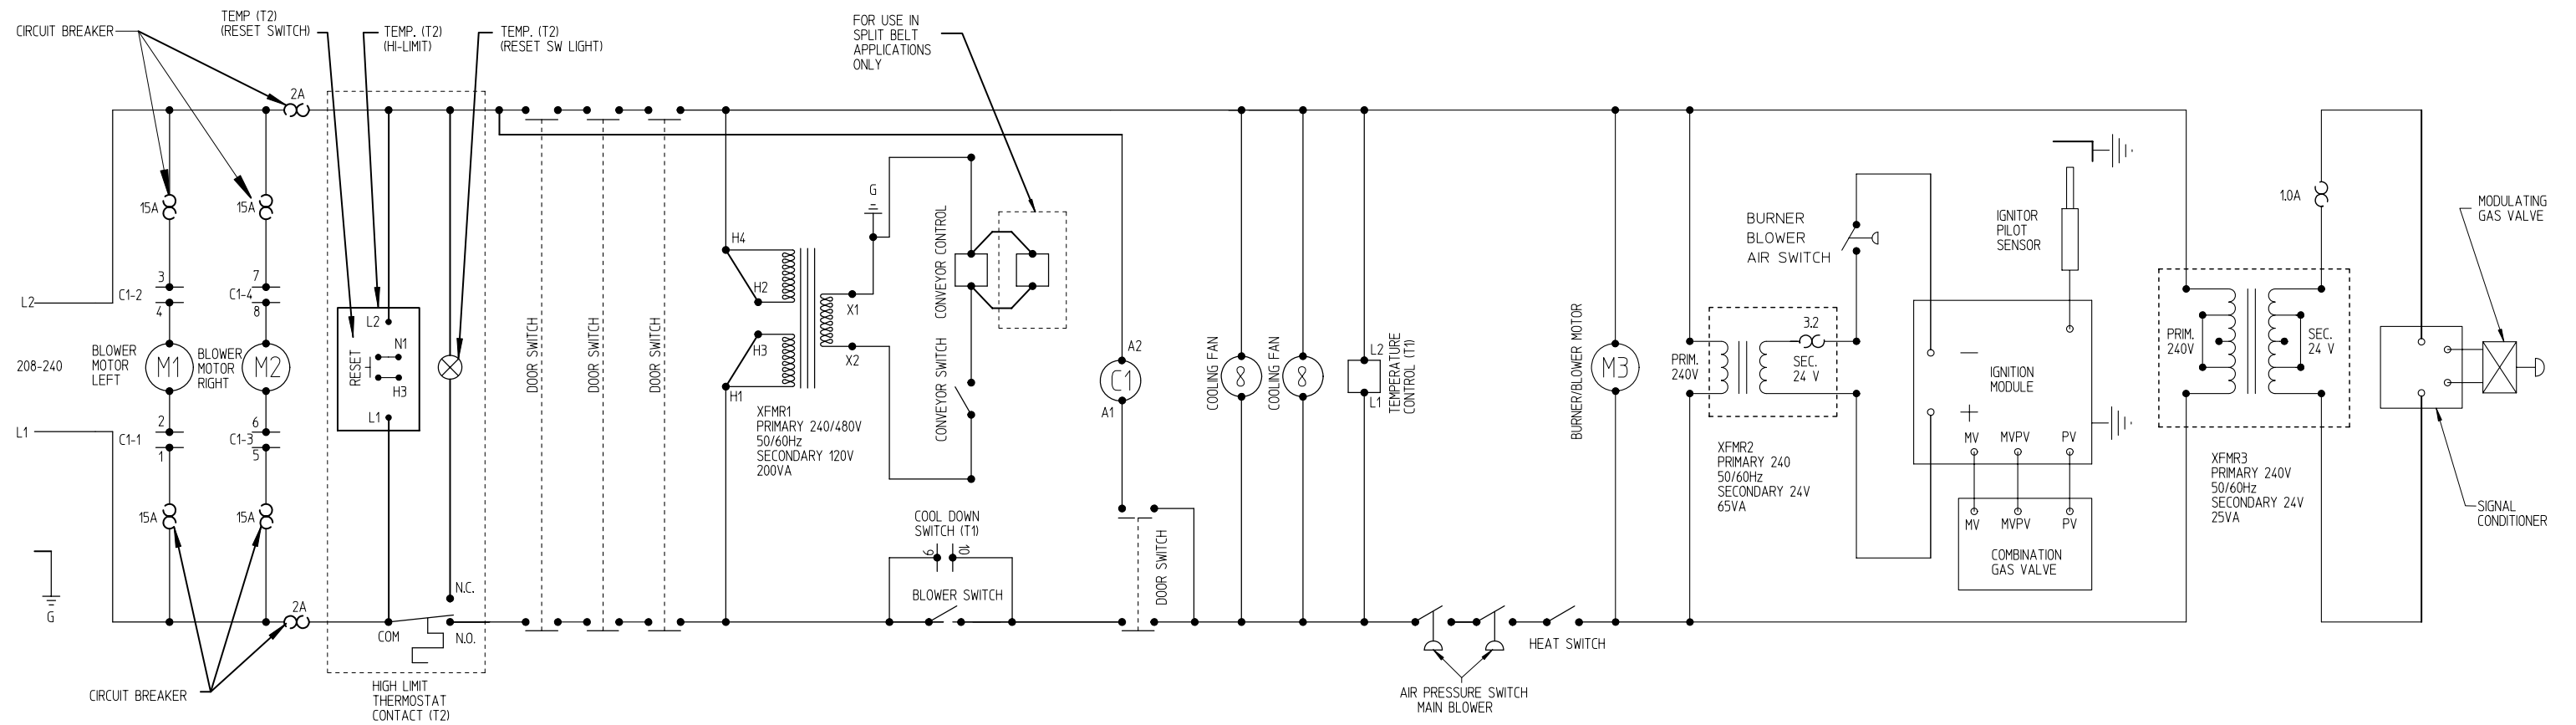 CIRCUIT BREAKER
TEMP (T2)
(RESET SWITCH)
TEMP. (T2)
(HI-LIMIT)
TEMP. (T2)
(RESET SW LIGHT)
FOR USE IN
SPLIT BELT
APPLICATIONS
ONLY
2A
15A
15A
3
C1-2
4
7
C1-4
8
L2
208-240
L1
BLOWER
MOTOR
LEFT
M1
BLOWER
MOTOR
RIGHT
M2
2
C1-1
1
6
C1-3
5
15A
15A
2A
G
CIRCUIT BREAKER
L2
N1
RESET
H3
L1
COM
N.C.
N.O.
HIGH LIMIT
THERMOSTAT
CONTACT (T2)
DOOR SWITCH
DOOR SWITCH
DOOR SWITCH
H4
H2
H3
H1
X1
X2
XFMR1
PRIMARY 240/480V
50/60Hz
SECONDARY 120V
200VA
G
CONVEYOR CONTROL
CONVEYOR SWITCH
COOL DOWN
SWITCH (T1)
9
10
BLOWER SWITCH
A2
C1
A1
DOOR SWITCH
COOLING FAN
COOLING FAN
L2
L1
TEMPERATURE
CONTROL (T1)
AIR PRESSURE SWITCH
MAIN BLOWER
HEAT SWITCH
BURNER/BLOWER MOTOR
M3
PRIM.
240V
3.2
SEC.
24 V
XFMR2
PRIMARY 240
50/60Hz
SECONDARY 24V
65VA
BURNER
BLOWER
AIR SWITCH
IGNITOR
PILOT
SENSOR
−
IGNITION
MODULE
+
MV
MVPV
PV
MV
MVPV
PV
COMBINATION
GAS VALVE
PRIM.
240V
SEC.
24 V
XFMR3
PRIMARY 240V
50/60Hz
SECONDARY 24V
25VA
1.0A
MODULATING
GAS VALVE
SIGNAL
CONDITIONER